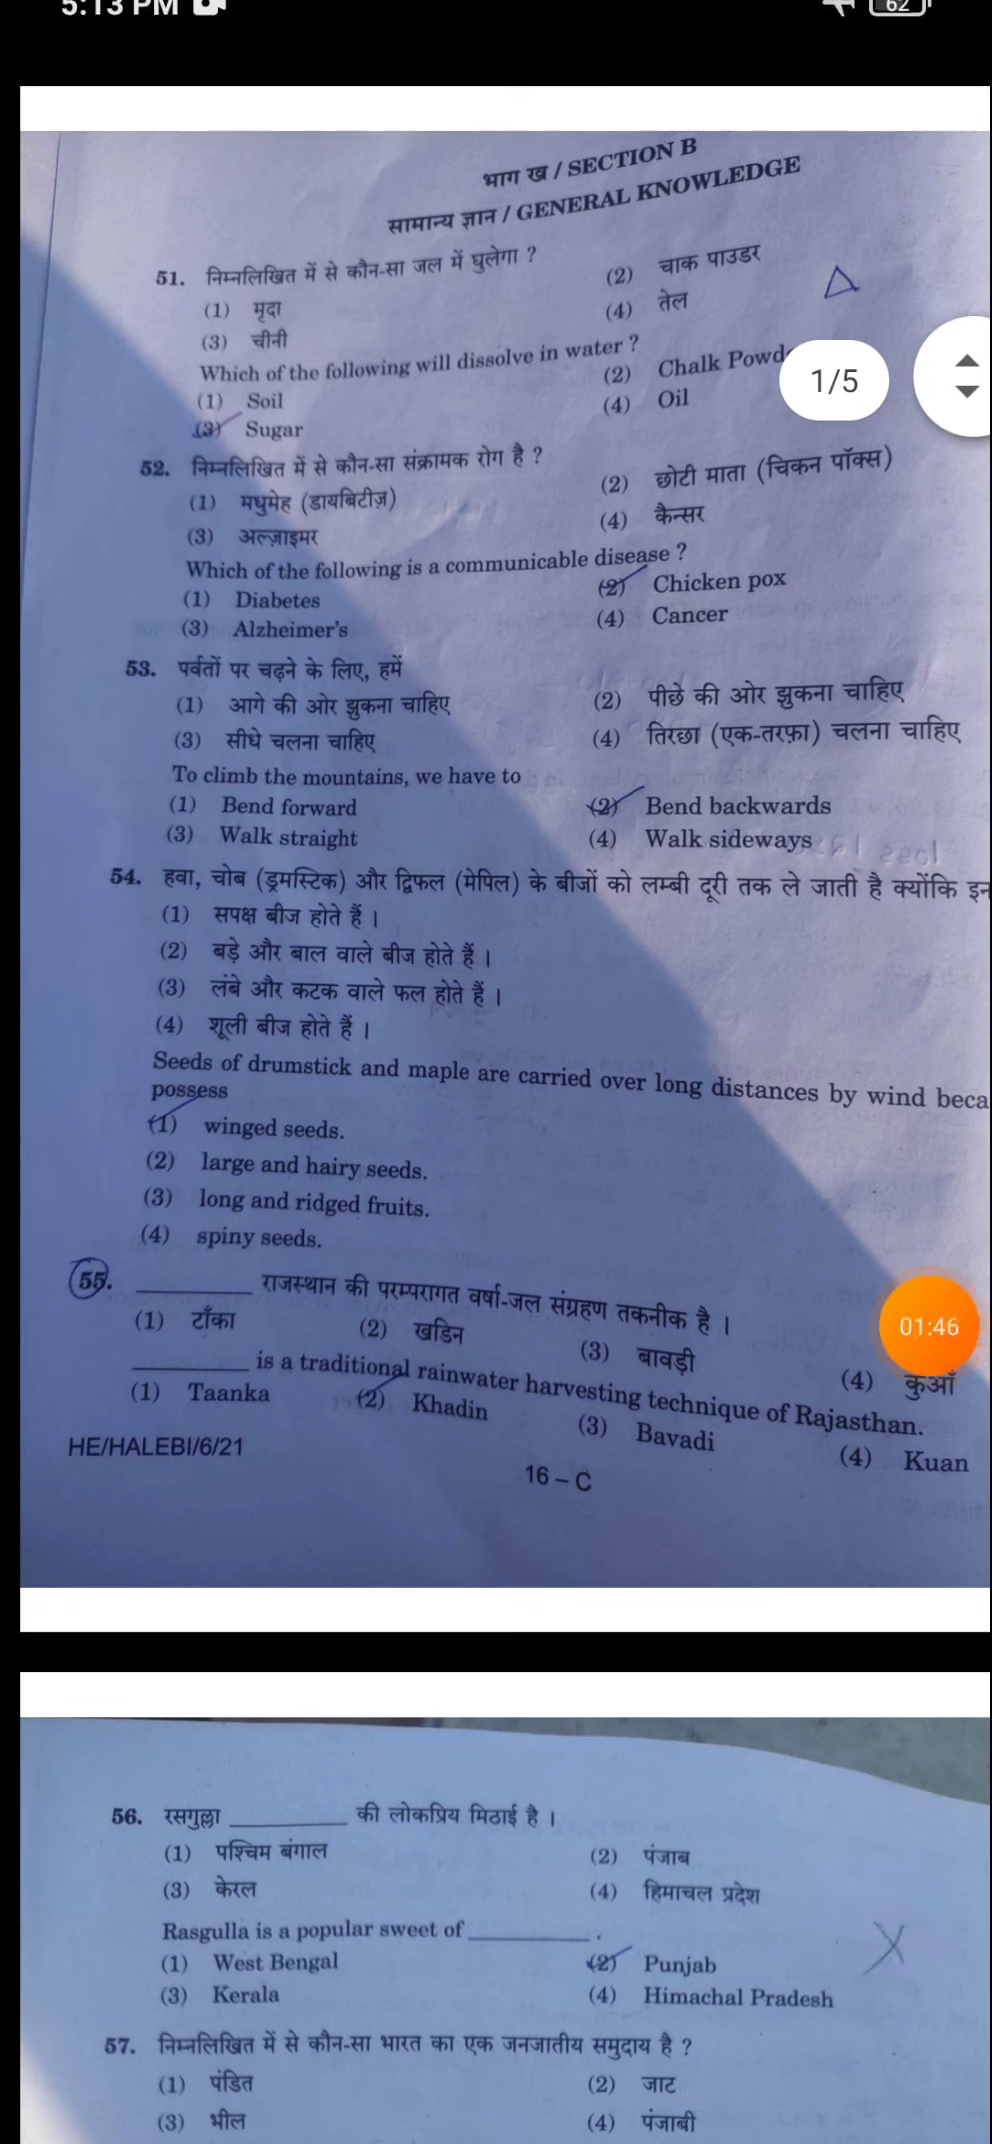 5:13 PM
62
भाग ख / SECTION B
सामान्य ज्ञान / GENERAL KNOWLEDGE
51. निम्नलिखित में से कौन-सा जल में घुलेगा ?
(1) मृदा (2) चाक पाउडर
(3) चीनी (4) तेल
Which of the following will dissolve in water ?
(1) Soil (2) Chalk Powd
(3) Sugar (4) Oil
1/5
52. निम्नलिखित में से कौन-सा संक्रामक रोग है ?
(1) मधुमेह (डायबिटीज़) (2) छोटी माता (चिकन पॉक्स)
(3) अल्ज़ाइमर (4) कैन्सर
Which of the following is a communicable disease ?
(1) Diabetes (2) Chicken pox
(3) Alzheimer's (4) Cancer
53. पर्वतों पर चढ़ने के लिए, हमें
(1) आगे की ओर झुकना चाहिए (2) पीछे की ओर झुकना चाहिए
(3) सीधे चलना चाहिए (4) तिरछा (एक-तरफ़ा) चलना चाहिए
To climb the mountains, we have to
(1) Bend forward (2) Bend backwards
(3) Walk straight (4) Walk sideways
54. हवा, चोब (ड्रमस्टिक) और द्विफल (मेपिल) के बीजों को लम्बी दूरी तक ले जाती है क्योंकि इन
(1) सपक्ष बीज होते हैं ।
(2) बड़े और बाल वाले बीज होते हैं ।
(3) लंबे और कटक वाले फल होते हैं ।
(4) शूली बीज होते हैं ।
Seeds of drumstick and maple are carried over long distances by wind beca
possess
(1) winged seeds.
(2) large and hairy seeds.
(3) long and ridged fruits.
(4) spiny seeds.
55. ________ राजस्थान की परम्परागत वर्षा-जल संग्रहण तकनीक है ।
(1) टाँका (2) खडिन (3) बावड़ी (4) कुआँ
01:46
________ is a traditional rainwater harvesting technique of Rajasthan.
(1) Taanka (2) Khadin (3) Bavadi (4) Kuan
HE/HALEBI/6/21
16 – C
56. रसगुल्ला ________ की लोकप्रिय मिठाई है ।
(1) पश्चिम बंगाल (2) पंजाब
(3) केरल (4) हिमाचल प्रदेश
Rasgulla is a popular sweet of ________ .
(1) West Bengal (2) Punjab
(3) Kerala (4) Himachal Pradesh
57. निम्नलिखित में से कौन-सा भारत का एक जनजातीय समुदाय है ?
(1) पंडित (2) जाट
(3) भील (4) पंजाबी